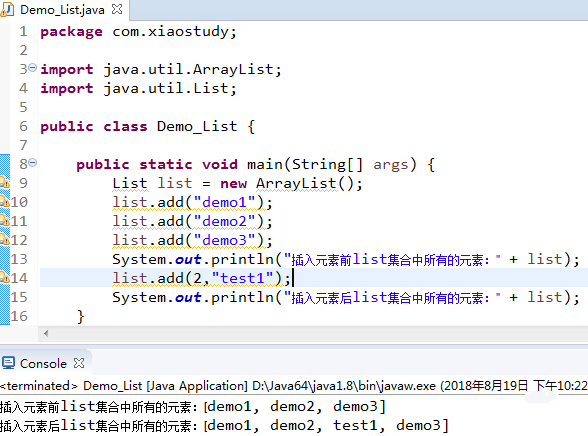 Demo_List.java
1 package com.xiaostudy;
2
3 import java.util.ArrayList;
4 import java.util.List;
5
6 public class Demo_List {
7
8 public static void main(String[] args) {
9 List list = new ArrayList();
10 list.add("demo1");
11 list.add("demo2");
12 list.add("demo3");
13 System.out.println("插入元素前list集合中所有的元素：" + list);
14 list.add(2,"test1");
15 System.out.println("插入元素后list集合中所有的元素：" + list);
16 }
Console
<terminated> Demo_List [Java Application] D:\Java64\java1.8\bin\javaw.exe (2018年8月19日 下午10:22
插入元素前list集合中所有的元素：[demo1, demo2, demo3]
插入元素后list集合中所有的元素：[demo1, demo2, test1, demo3]